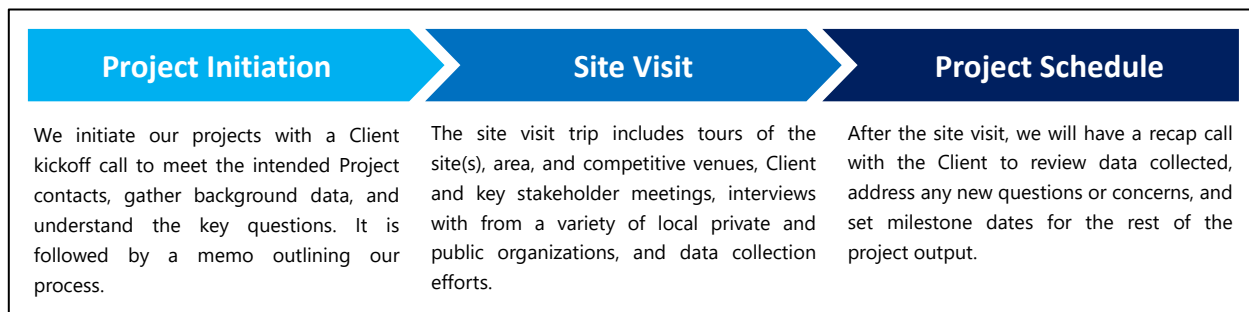 Project Initiation
We initiate our projects with a Client
kickoff call to meet the intended Project
contacts, gather background data, and
understand the key questions. It is
followed by a memo outlining our
process.
Site Visit
The site visit trip includes tours of the
site(s), area, and competitive venues, Client
and key stakeholder meetings, interviews
with from a variety of local private and
public organizations, and data collection
efforts.
Project Schedule
After the site visit, we will have a recap call
with the Client to review data collected,
address any new questions or concerns, and
set milestone dates for the rest of the
project output.